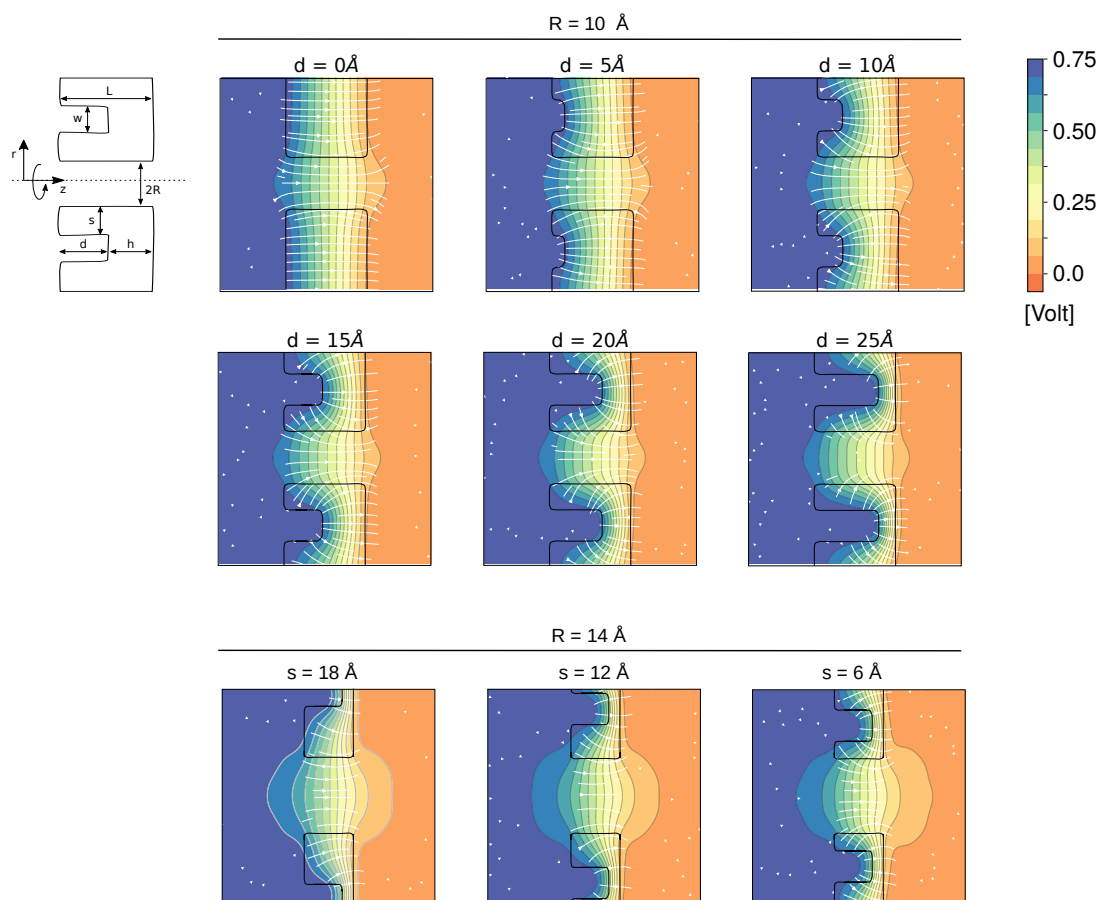 R = 10 Å
d = 0Å
d = 5Å
d = 10Å
L
w
r
z
2R
s
d
h
0.75
0.50
0.25
0.0
[Volt]
d = 15Å
d = 20Å
d = 25Å
R = 14 Å
s = 18 Å
s = 12 Å
s = 6 Å